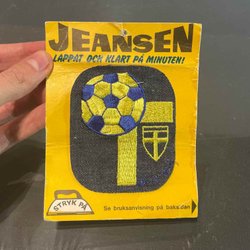 JEANSEN
LAPPAT OCH KLART PÅ MINUTEN!
STRYK PÅ
Se bruksanvisning på baksidan